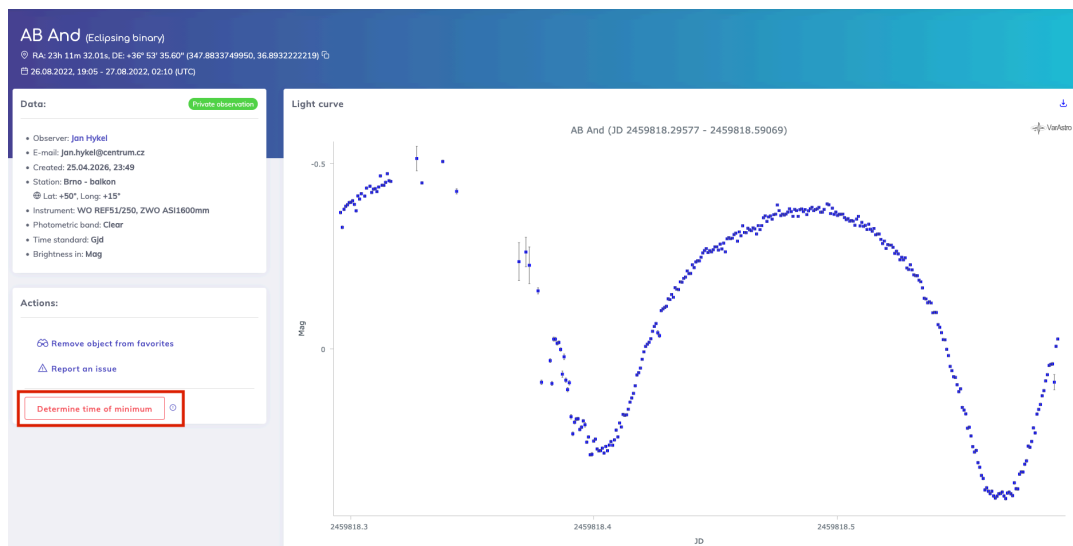 AB And (Eclipsing binary)
RA: 23h 11m 32.01s, DE: +36° 53' 35.60" (347.8833749950, 36.8932222219)
26.08.2022, 19:05 - 27.08.2022, 02:10 (UTC)
Data:
Private observation
• Observer: Jan Hykel
• E-mail: jan.hykel@centrum.cz
• Created: 25.04.2026, 23:49
• Station: Brno - balkon
Lat: +50°, Long: +15°
• Instrument: WO REF51/250, ZWO ASI1600mm
• Photometric band: Clear
• Time standard: Gjd
• Brightness in: Mag
Actions:
Remove object from favorites
Report an issue
Determine time of minimum
Light curve
AB And (JD 2459818.29577 - 2459818.59069)
VarAstro
-0.5
Mag
0
2459818.3
2459818.4
2459818.5
JD